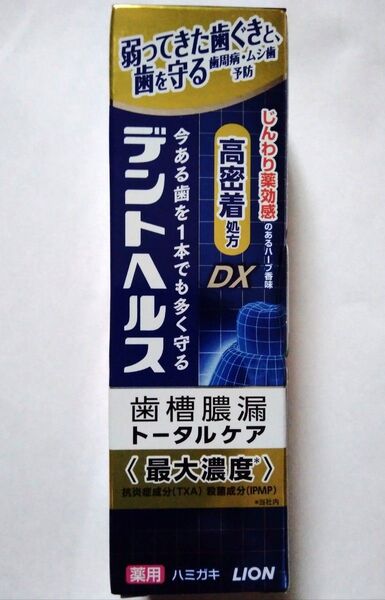 弱ってきた歯ぐきと、
歯を守る 歯周病・ムシ歯
予防
じんわり薬効感
のあるハーブ香味
高密着処方
DX
今ある歯を1本でも多く守る
デントヘルス
歯槽膿漏
トータルケア
〈最大濃度*〉
抗炎症成分(TXA) 殺菌成分(IPMP)
*当社内
薬用 ハミガキ LION